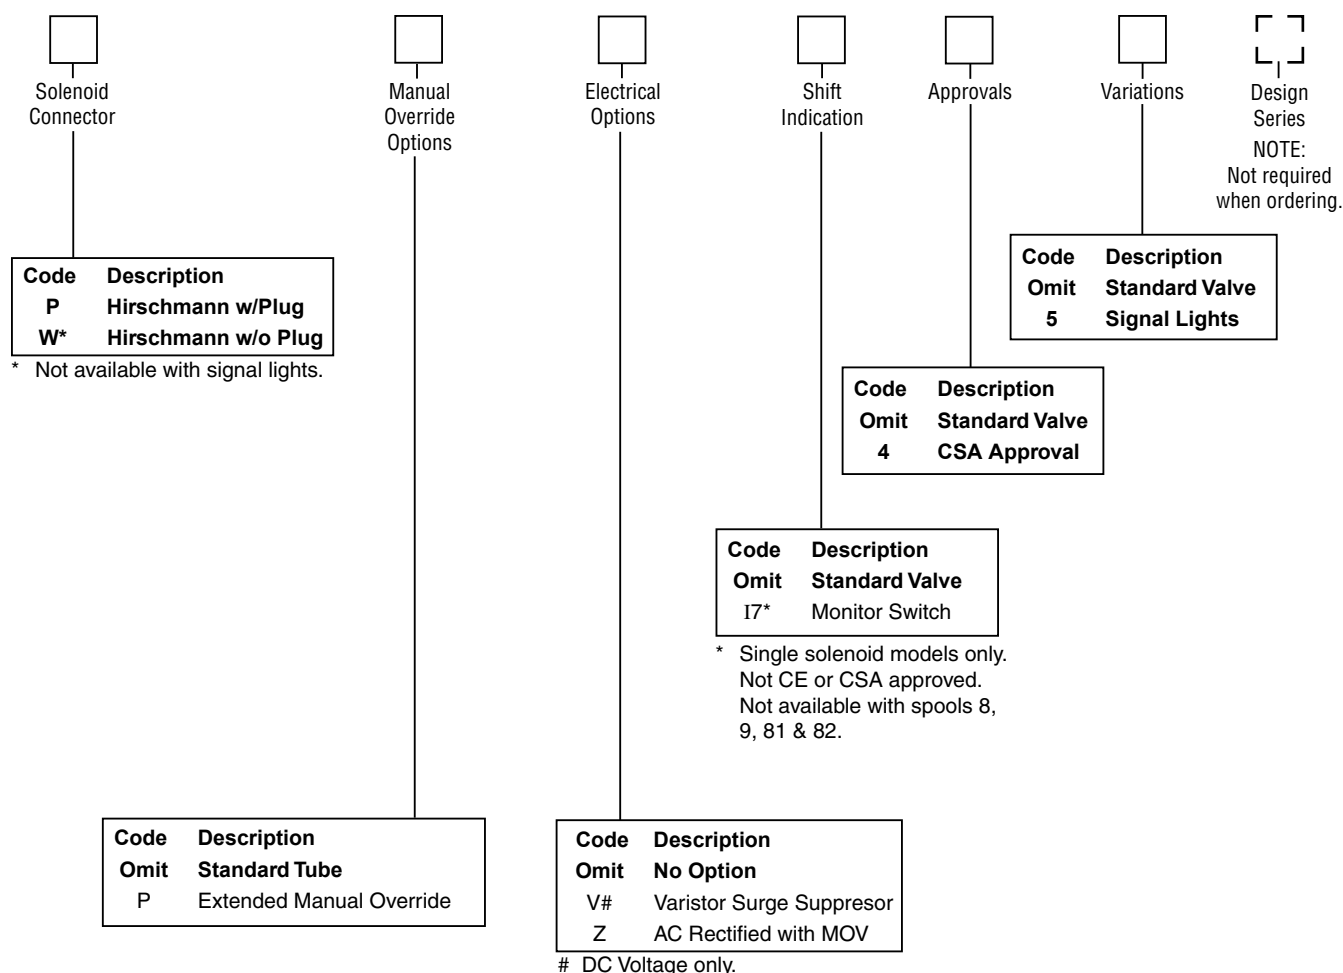 Solenoid
Connector
Manual
Override
Options
Electrical
Options
Shift
Indication
Approvals
Variations
Design
Series
NOTE:
Not required
when ordering.
Code Description
P Hirschmann w/Plug
W* Hirschmann w/o Plug
* Not available with signal lights.
Code Description
Omit Standard Valve
5 Signal Lights
Code Description
Omit Standard Valve
4 CSA Approval
Code Description
Omit Standard Valve
I7* Monitor Switch
* Single solenoid models only.
Not CE or CSA approved.
Not available with spools 8,
9, 81 & 82.
Code Description
Omit Standard Tube
P Extended Manual Override
Code Description
Omit No Option
V# Varistor Surge Suppresor
Z AC Rectified with MOV
# DC Voltage only.